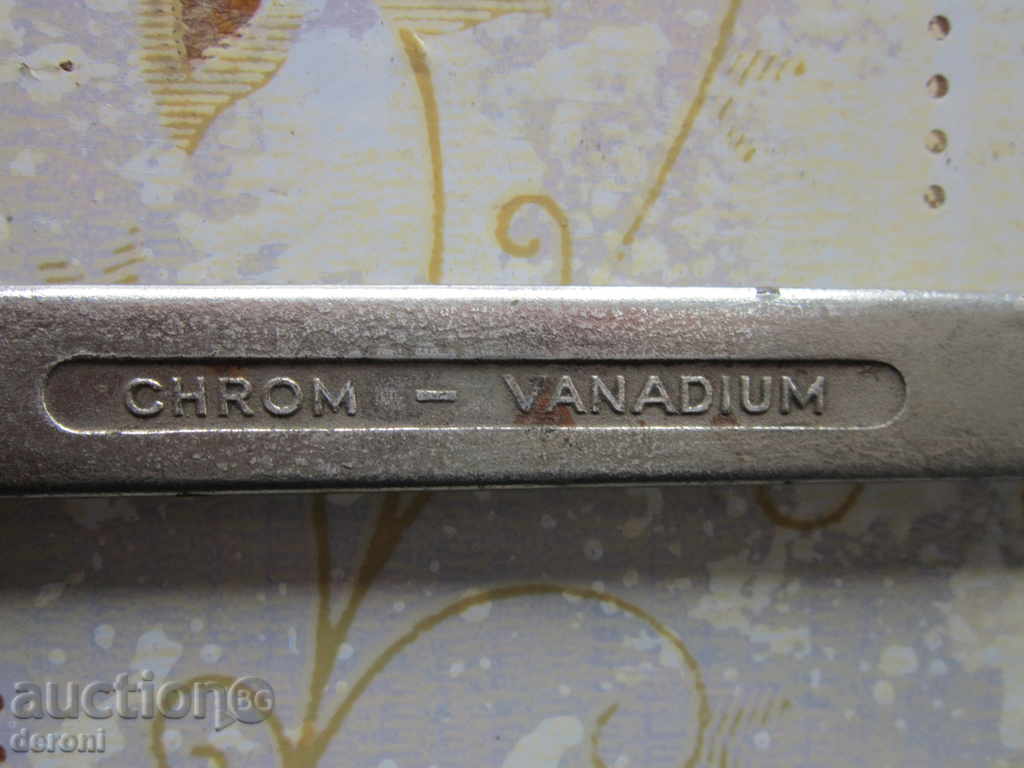 CHROM – VANADIUM
auctionBG
deroni